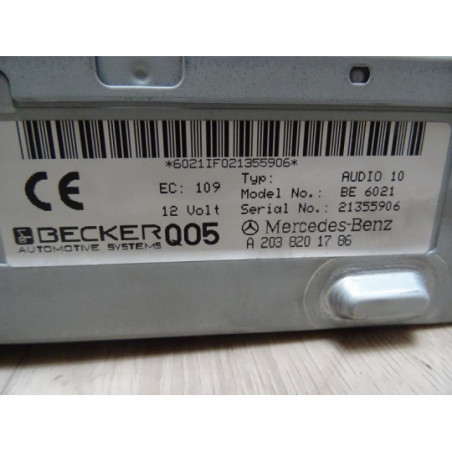 *6021IF021355906*
Typ: AUDIO 10
EC: 109 Model No.: BE 6021
12 Volt Serial No.: 21355906
BECKER Q05 Mercedes-Benz
AUTOMOTIVE SYSTEMS A 203 820 17 86